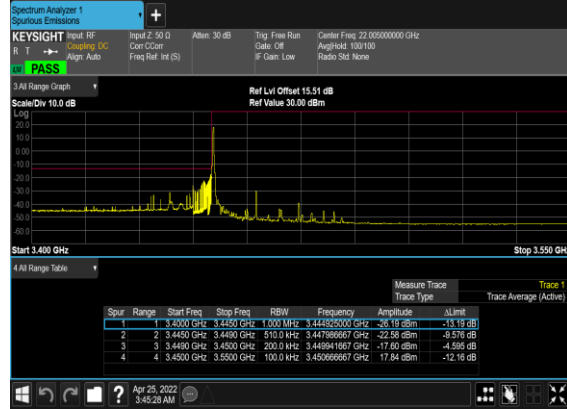 Spectrum Analyzer 1
Spurious Emissions
KEYSIGHT Input: RF Input Z: 50 Ω Atten: 30 dB Trig: Free Run Center Freq: 22.005000000 GHz
R T Coupling: DC Corr CCorr Gate: Off Avg|Hold: 100/100
Align: Auto Freq Ref: Int (S) IF Gain: Low Radio Std: None
PASS
3 All Range Graph
Ref Lvl Offset 15.51 dB
Scale/Div 10.0 dB Ref Value 30.00 dBm
Log
20.0
10.0
0.00
-10.0
-20.0
-30.0
-40.0
-50.0
-60.0
Start 3.400 GHz Stop 3.550 GHz
4 All Range Table
Measure Trace Trace 1
Trace Type Trace Average (Active)
Spur Range Start Freq Stop Freq RBW Frequency Amplitude ΔLimit
1 1 3.4000 GHz 3.4450 GHz 1.000 MHz 3.444925000 GHz -26.19 dBm -13.19 dB
2 2 3.4450 GHz 3.4490 GHz 510.0 kHz 3.447986667 GHz -22.58 dBm -9.576 dB
3 3 3.4490 GHz 3.4500 GHz 200.0 kHz 3.449941667 GHz -17.60 dBm -4.595 dB
4 4 3.4500 GHz 3.5500 GHz 100.0 kHz 3.450666667 GHz 17.84 dBm -12.16 dB
? Apr 25, 2022
3:45:28 AM